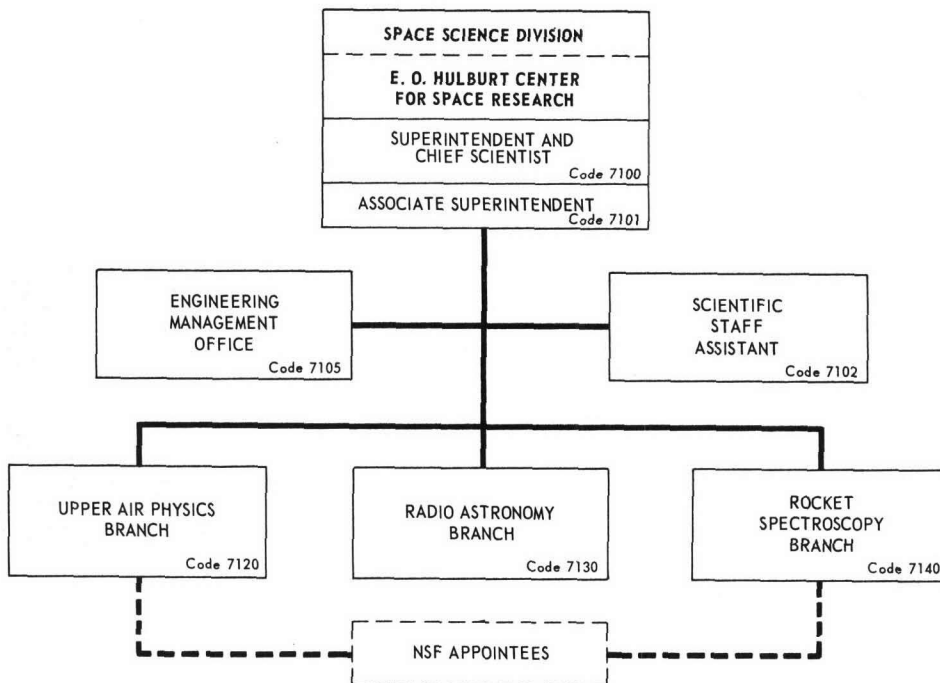 SPACE SCIENCE DIVISION
E. O. HULBURT CENTER
FOR SPACE RESEARCH
SUPERINTENDENT AND
CHIEF SCIENTIST
Code 7100
ASSOCIATE SUPERINTENDENT
Code 7101
ENGINEERING
MANAGEMENT
OFFICE
Code 7105
SCIENTIFIC
STAFF
ASSISTANT
Code 7102
UPPER AIR PHYSICS
BRANCH
Code 7120
RADIO ASTRONOMY
BRANCH
Code 7130
ROCKET
SPECTROSCOPY
BRANCH
Code 7140
NSF APPOINTEES